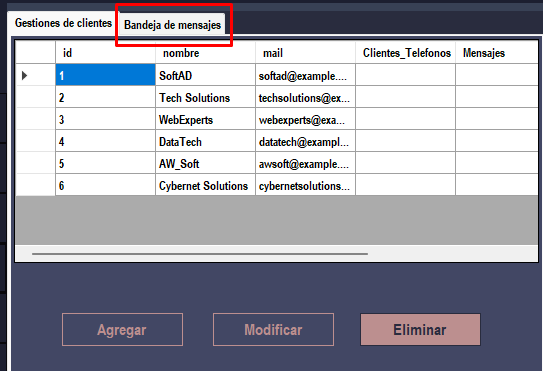 Gestiones de clientes Bandeja de mensajes
id nombre mail Clientes_Telefonos Mensajes
1 SoftAD softad@example....
2 Tech Solutions techsolutions@ex...
3 WebExperts webexperts@exa...
4 DataTech datatech@exampl...
5 AW_Soft awsoft@example....
6 Cybernet Solutions cybernetsolutions...
Agregar Modificar Eliminar